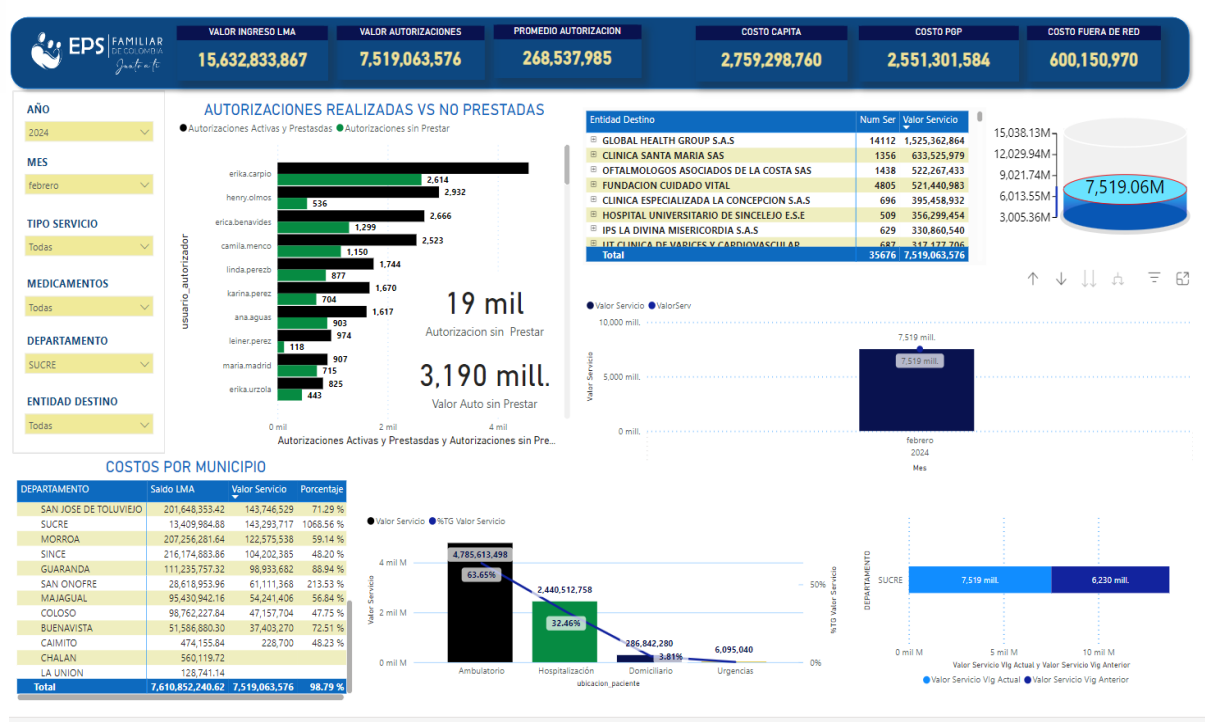 EPS FAMILIAR DE COLOMBIA
Junto a ti
VALOR INGRESO LMA
15,632,833,867
VALOR AUTORIZACIONES
7,519,063,576
PROMEDIO AUTORIZACION
268,537,985
COSTO CAPITA
2,759,298,760
COSTO PGP
2,551,301,584
COSTO FUERA DE RED
600,150,970
AÑO
2024
MES
febrero
TIPO SERVICIO
Todas
MEDICAMENTOS
Todas
DEPARTAMENTO
SUCRE
ENTIDAD DESTINO
Todas
AUTORIZACIONES REALIZADAS VS NO PRESTADAS
Autorizaciones Activas y Prestasdas Autorizaciones sin Prestar
usuario_autorizador
erika.carpio 2,614
henry.olmos 2,932 536
erica.benavides 2,666 1,299
camila.menco 2,523 1,150
linda.perezb 1,744 877
karina.perez 1,670 704
ana.aguas 1,617 903
leiner.perez 974 118
maria.madrid 907 715
erika.urzola 825 443
0 mil 2 mil 4 mil
Autorizaciones Activas y Prestasdas y Autorizaciones sin Pre...
19 mil
Autorizacion sin Prestar
3,190 mill.
Valor Auto sin Prestar
Entidad Destino Num Ser Valor Servicio
GLOBAL HEALTH GROUP S.A.S 14112 1,525,362,864
CLINICA SANTA MARIA SAS 1356 633,525,979
OFTALMOLOGOS ASOCIADOS DE LA COSTA SAS 1438 522,267,433
FUNDACION CUIDADO VITAL 4805 521,440,983
CLINICA ESPECIALIZADA LA CONCEPCION S.A.S 696 395,458,932
HOSPITAL UNIVERSITARIO DE SINCELEJO E.S.E 509 356,299,454
IPS LA DIVINA MISERICORDIA S.A.S 629 330,860,540
UT CLINICA DE VARICES Y CARDIOVASCULAR 687 317,177,706
Total 35676 7,519,063,576
15,038.13M
12,029.94M
9,021.74M
6,013.55M
3,005.36M
7,519.06M
Valor Servicio ValorServ
Valor Servicio
10,000 mill.
5,000 mill.
0 mill.
7,519 mill.
7,519 mill.
febrero
2024
Mes
COSTOS POR MUNICIPIO
DEPARTAMENTO Saldo LMA Valor Servicio Porcentaje
SAN JOSE DE TOLUVIEJO 201,648,353.42 143,746,529 71.29 %
SUCRE 13,409,984.88 143,293,717 1068.56 %
MORROA 207,256,281.64 122,575,538 59.14 %
SINCE 216,174,883.86 104,202,385 48.20 %
GUARANDA 111,235,757.32 98,933,682 88.94 %
SAN ONOFRE 28,618,953.96 61,111,368 213.53 %
MAJAGUAL 95,430,942.16 54,241,406 56.84 %
COLOSO 98,762,227.84 47,157,704 47.75 %
BUENAVISTA 51,586,880.30 37,403,270 72.51 %
CAIMITO 474,155.84 228,700 48.23 %
CHALAN 560,119.72
LA UNION 128,741.14
Total 7,610,852,240.62 7,519,063,576 98.79 %
Valor Servicio %TG Valor Servicio
Valor Servicio
4 mil M
2 mil M
0 mil M
4,785,613,498
63.65%
2,440,512,758
32.46%
286,842,280
3.81%
6,095,040
50%
0%
%TG Valor Servicio
Ambulatorio Hospitalización Domiciliario Urgencias
ubicacion_paciente
DEPARTAMENTO
SUCRE 7,519 mill. 6,230 mill.
0 mil M 5 mil M 10 mil M
Valor Servicio Vig Actual y Valor Servicio Vig Anterior
Valor Servicio Vig Actual Valor Servicio Vig Anterior